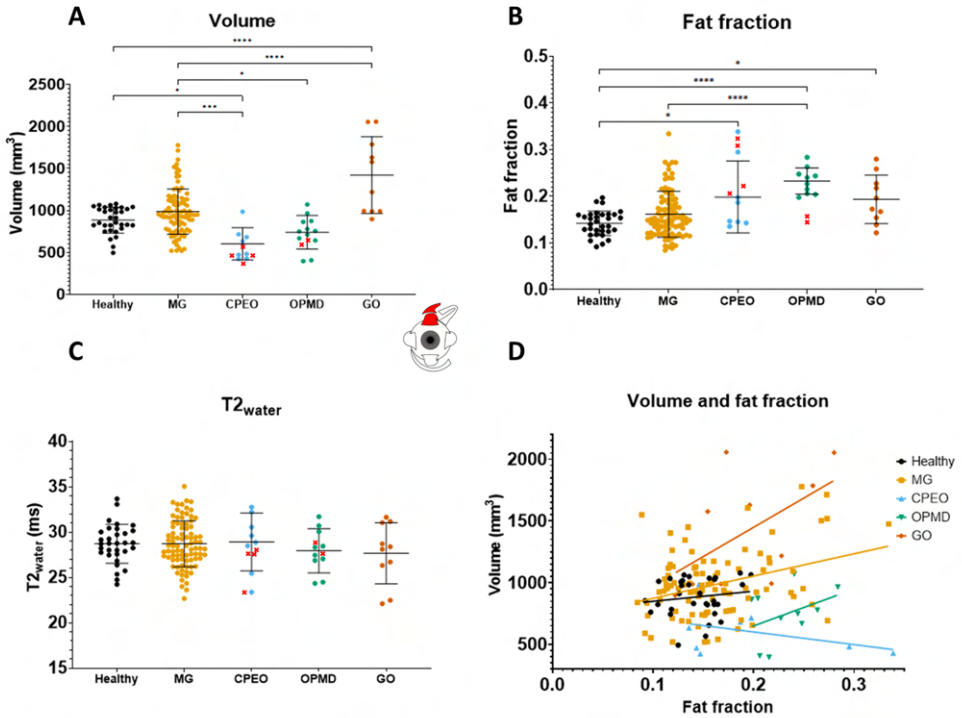 A
Volume
****
****
*
*
***
2500
2000
1500
1000
500
0
Volume (mm³)
Healthy MG CPEO OPMD GO
B
Fat fraction
*
****
****
*
0.5
0.4
0.3
0.2
0.1
0.0
Fat fraction
Healthy MG CPEO OPMD GO
C
T2water
40
35
30
25
20
15
T2water (ms)
Healthy MG CPEO OPMD GO
D
Volume and fat fraction
2000
1500
1000
500
Volume (mm³)
0.0 0.1 0.2 0.3
Fat fraction
Healthy
MG
CPEO
OPMD
GO